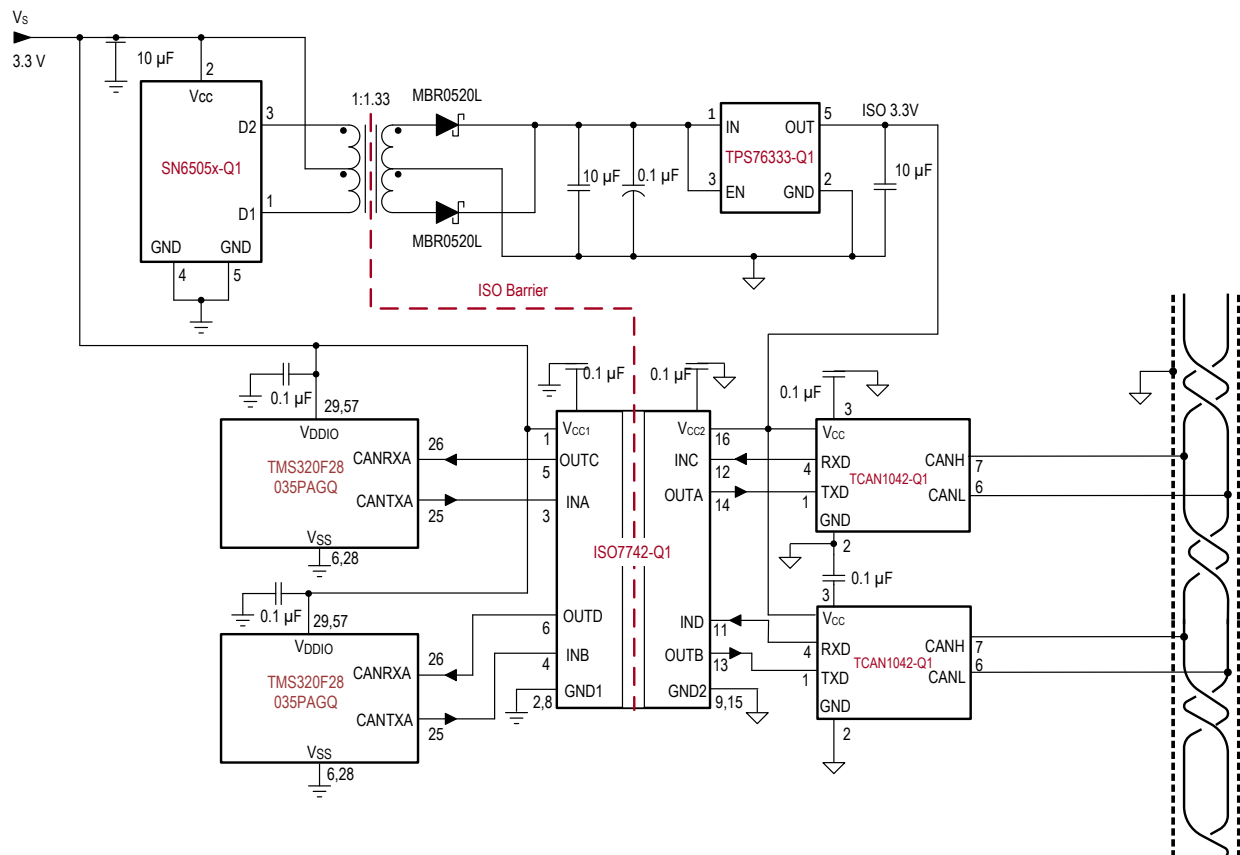 VS
3.3 V
10 µF
2
Vcc
3
D2
SN6505x-Q1
D1
1
GND
GND
4
5
1:1.33
MBR0520L
MBR0520L
10 µF
0.1 µF
1
IN
OUT
5
TPS76333-Q1
3
EN
GND
2
ISO 3.3V
10 µF
ISO Barrier
0.1 µF
29,57
VDDIO
CANRXA
26
TMS320F28
035PAGQ
CANTXA
25
VSS
6,28
0.1 µF
29,57
VDDIO
CANRXA
26
TMS320F28
035PAGQ
CANTXA
25
VSS
6,28
0.1 µF
0.1 µF
VCC1
1
OUTC
5
INA
3
ISO7742-Q1
OUTD
6
INB
4
GND1
2,8
VCC2
16
INC
12
OUTA
14
IND
11
OUTB
13
GND2
9,15
0.1 µF
3
VCC
RXD
4
TXD
1
TCAN1042-Q1
CANH
7
CANL
6
GND
2
0.1 µF
3
VCC
RXD
4
TXD
1
TCAN1042-Q1
CANH
7
CANL
6
GND
2